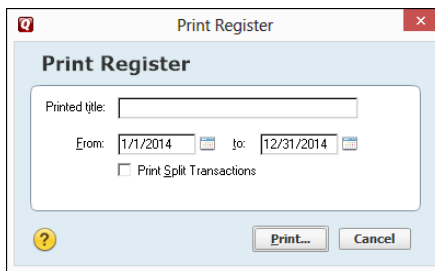 Print Register
Print Register
Printed title:
From: 1/1/2014 to: 12/31/2014
Print Split Transactions
? Print... Cancel